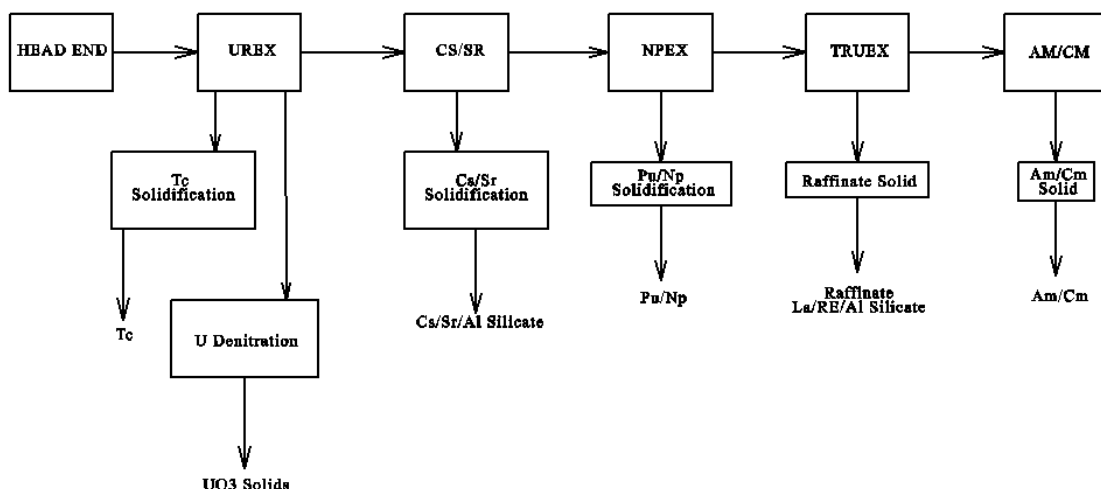 HEAD END
UREX
CS/SR
NPEX
TRUEX
AM/CM
Tc
Solidification
Cs/Sr
Solidification
Pu/Np
Solidification
Raffinate Solid
Am/Cm
Solid
Tc
U Denitration
Cs/Sr/Al Silicate
Pu/Np
Raffinate
La/RE/Al Silicate
Am/Cm
UO3 Solids